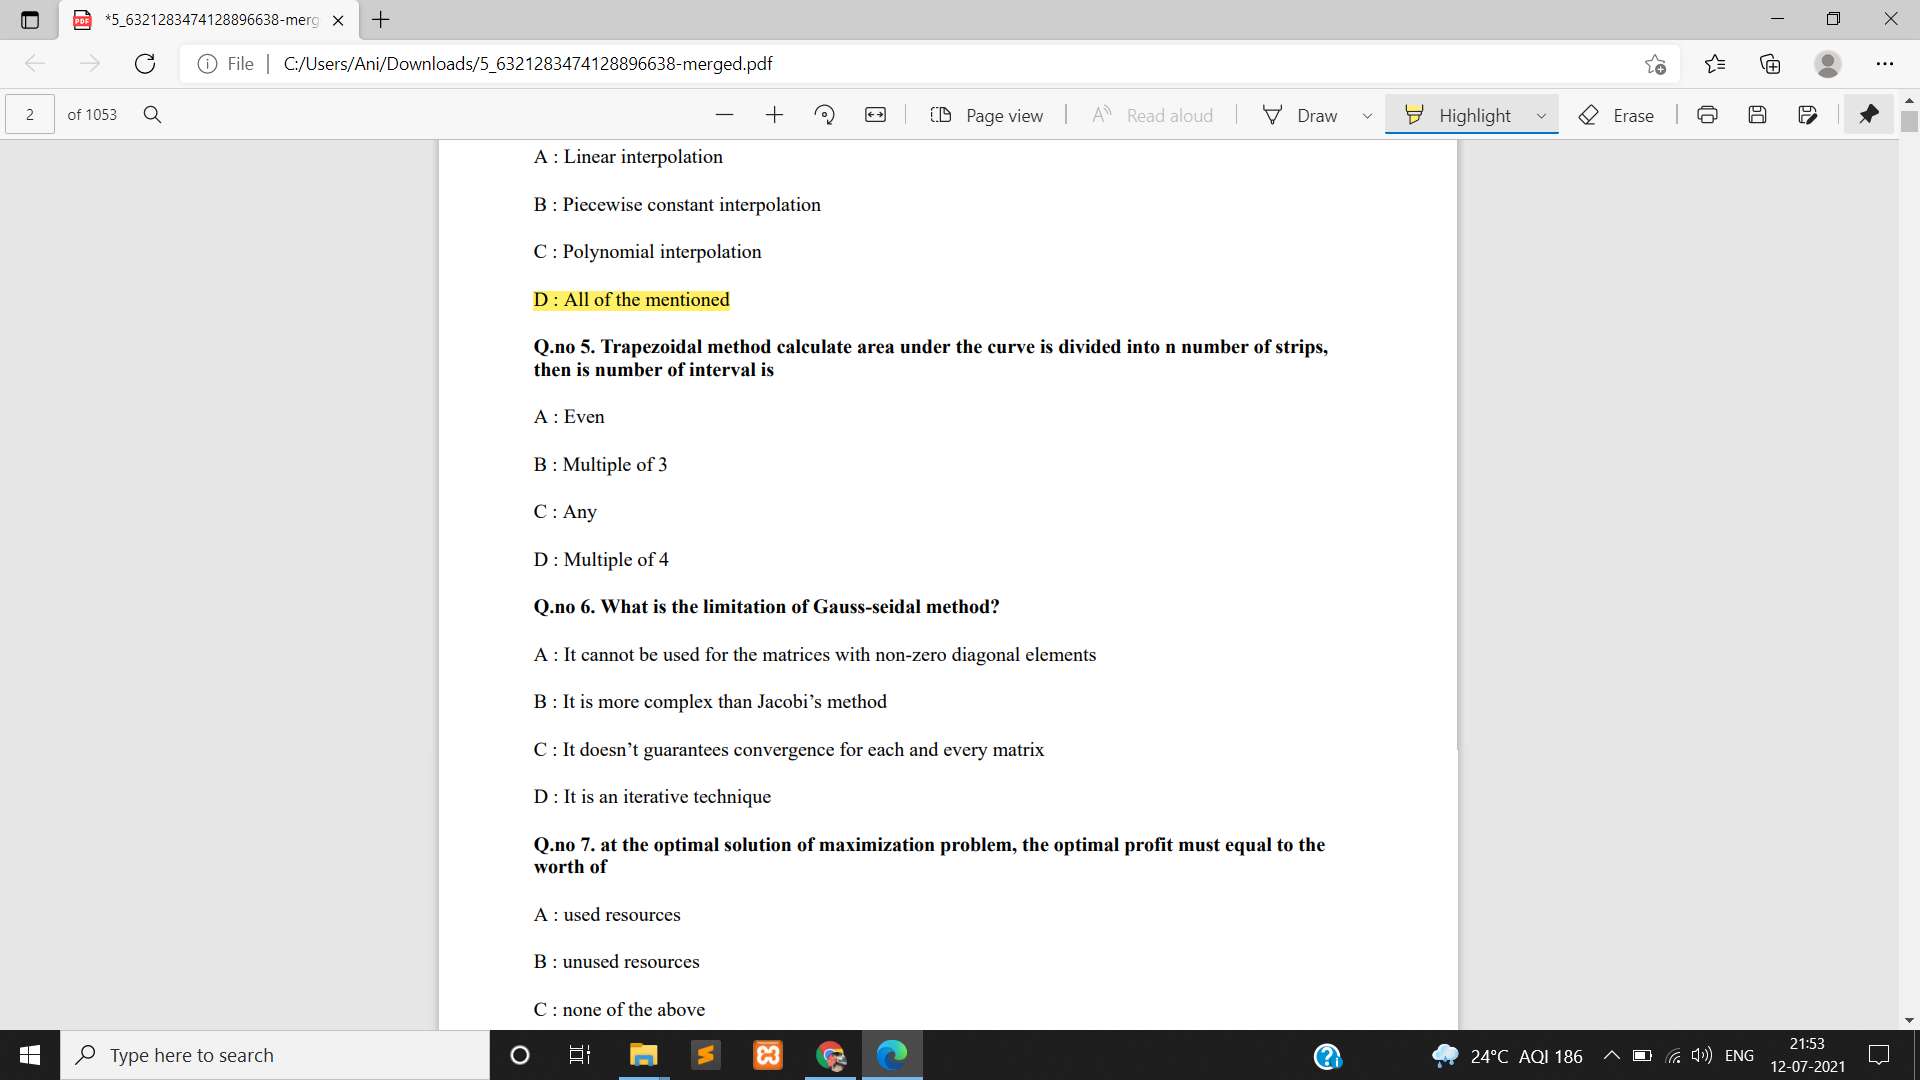 *5_6321283474128896638-merg
File
C:/Users/Ani/Downloads/5_6321283474128896638-merged.pdf
2 of 1053
Page view
Read aloud
Draw
Highlight
Erase
A : Linear interpolation
B : Piecewise constant interpolation
C : Polynomial interpolation
D : All of the mentioned
Q.no 5. Trapezoidal method calculate area under the curve is divided into n number of strips,
then is number of interval is
A : Even
B : Multiple of 3
C : Any
D : Multiple of 4
Q.no 6. What is the limitation of Gauss-seidal method?
A : It cannot be used for the matrices with non-zero diagonal elements
B : It is more complex than Jacobi’s method
C : It doesn’t guarantees convergence for each and every matrix
D : It is an iterative technique
Q.no 7. at the optimal solution of maximization problem, the optimal profit must equal to the
worth of
A : used resources
B : unused resources
C : none of the above
Type here to search
24°C AQI 186
ENG
21:53
12-07-2021